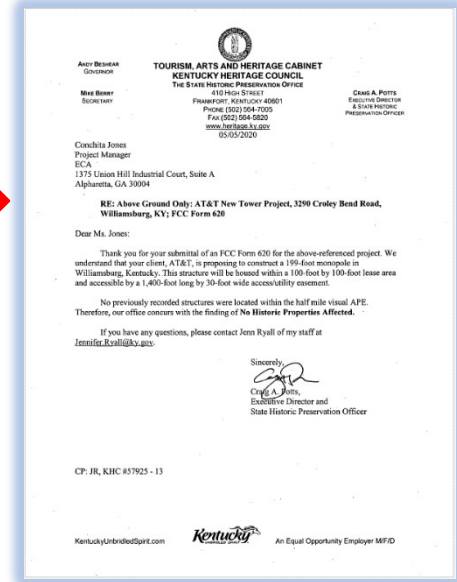 ANDY BESHEAR
GOVERNOR
MIKE BERRY
SECRETARY
TOURISM, ARTS AND HERITAGE CABINET
KENTUCKY HERITAGE COUNCIL
THE STATE HISTORIC PRESERVATION OFFICE
410 HIGH STREET
FRANKFORT, KENTUCKY 40601
PHONE (502) 564-7005
FAX (502) 564-5820
www.heritage.ky.gov
05/05/2020
CRAIG A. POTTS
EXECUTIVE DIRECTOR
& STATE HISTORIC
PRESERVATION OFFICER
Conchita Jones
Project Manager
ECA
1375 Union Hill Industrial Court, Suite A
Alpharetta, GA 30004
RE: Above Ground Only: AT&T New Tower Project, 3290 Croley Bend Road,
Williamsburg, KY; FCC Form 620
Dear Ms. Jones:
Thank you for your submittal of an FCC Form 620 for the above-referenced project. We
understand that your client, AT&T, is proposing to construct a 199-foot monopole in
Williamsburg, Kentucky. This structure will be housed within a 100-foot by 100-foot lease area
and accessible by a 1,400-foot long by 30-foot wide access/utility easement.
No previously recorded structures were located within the half mile visual APE.
Therefore, our office concurs with the finding of No Historic Properties Affected.
If you have any questions, please contact Jenn Ryall of my staff at
Jennifer.Ryall@ky.gov.
Sincerely,
Craig A. Potts,
Executive Director and
State Historic Preservation Officer
CP: JR, KHC #57925 - 13
KentuckyUnbridledSpirit.com
Kentucky
UNBRIDLED SPIRIT
An Equal Opportunity Employer M/F/D